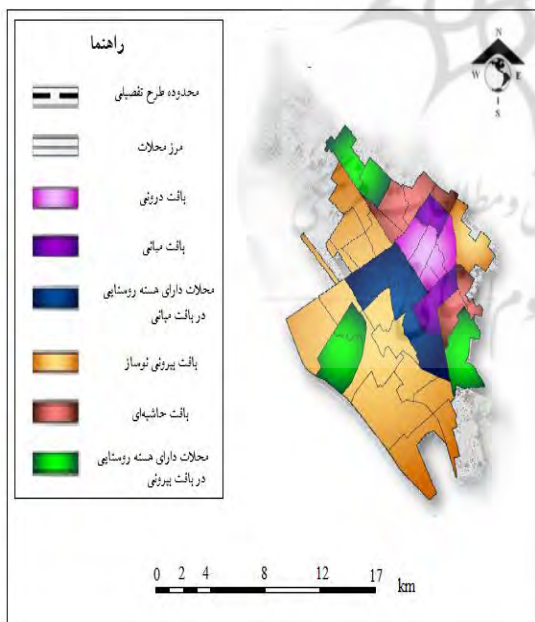 راهنما
محدوده طرح تفصیلی
مرز محلات
بافت درونی
بافت میانی
محلات دارای هسته روستایی
در بافت میانی
بافت بیرونی نوساز
بافت حاشیه‌ای
محلات دارای هسته روستایی
در بافت بیرونی
N
W E
S
0 2 4 8 12 17
km